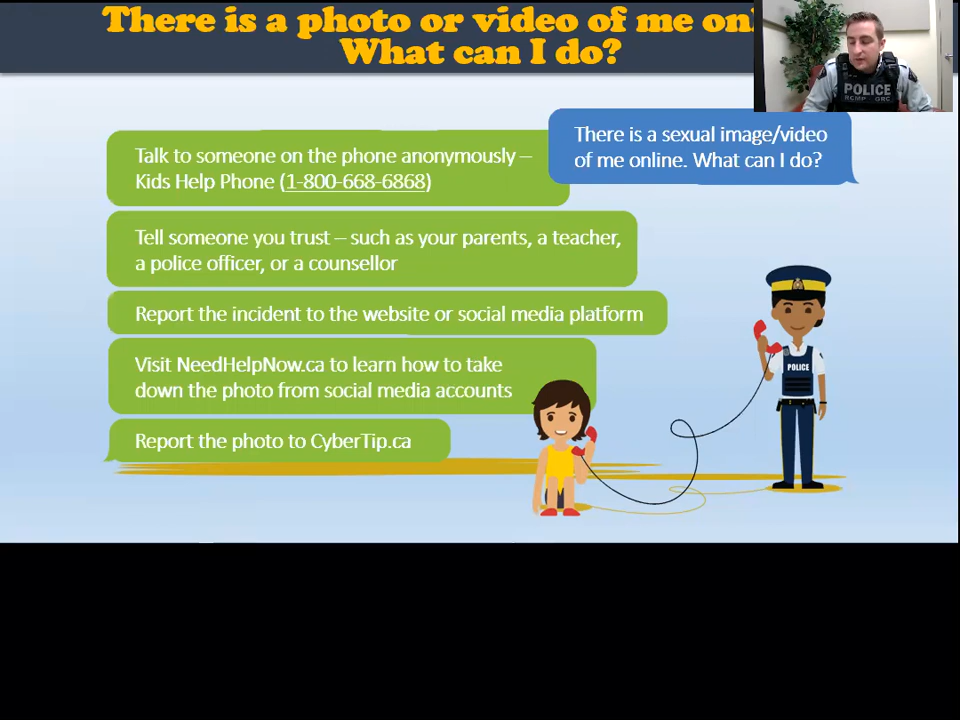 There is a photo or video of me onl
What can I do?
POLICE
RCMP - GRC
There is a sexual image/video
of me online. What can I do?
Talk to someone on the phone anonymously –
Kids Help Phone (1-800-668-6868)
Tell someone you trust – such as your parents, a teacher,
a police officer, or a counsellor
Report the incident to the website or social media platform
Visit NeedHelpNow.ca to learn how to take
down the photo from social media accounts
Report the photo to CyberTip.ca
POLICE